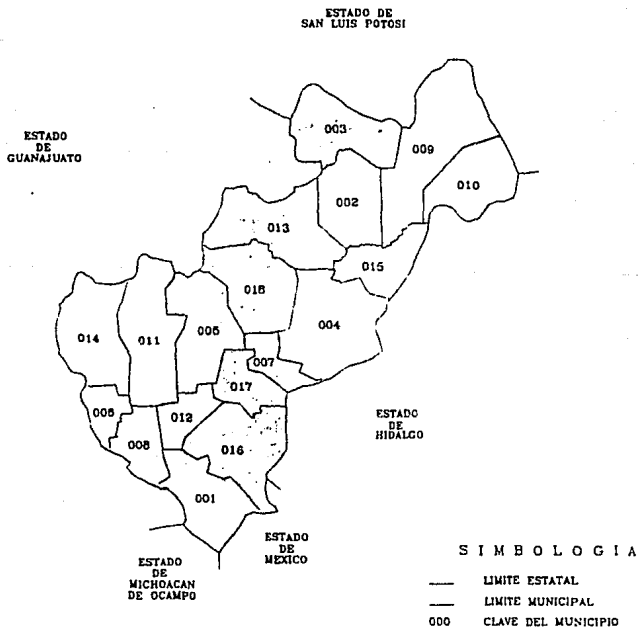 ESTADO DE
SAN LUIS POTOSI
ESTADO
DE
GUANAJUATO
003
009
010
002
013
015
018
004
014
011
005
007
017
006
012
008
016
001
ESTADO
DE
HIDALGO
ESTADO
DE
MEXICO
ESTADO
DE
MICHOACAN
DE OCAMPO
SIMBOLOGIA
LIMITE ESTATAL
LIMITE MUNICIPAL
000 CLAVE DEL MUNICIPIO